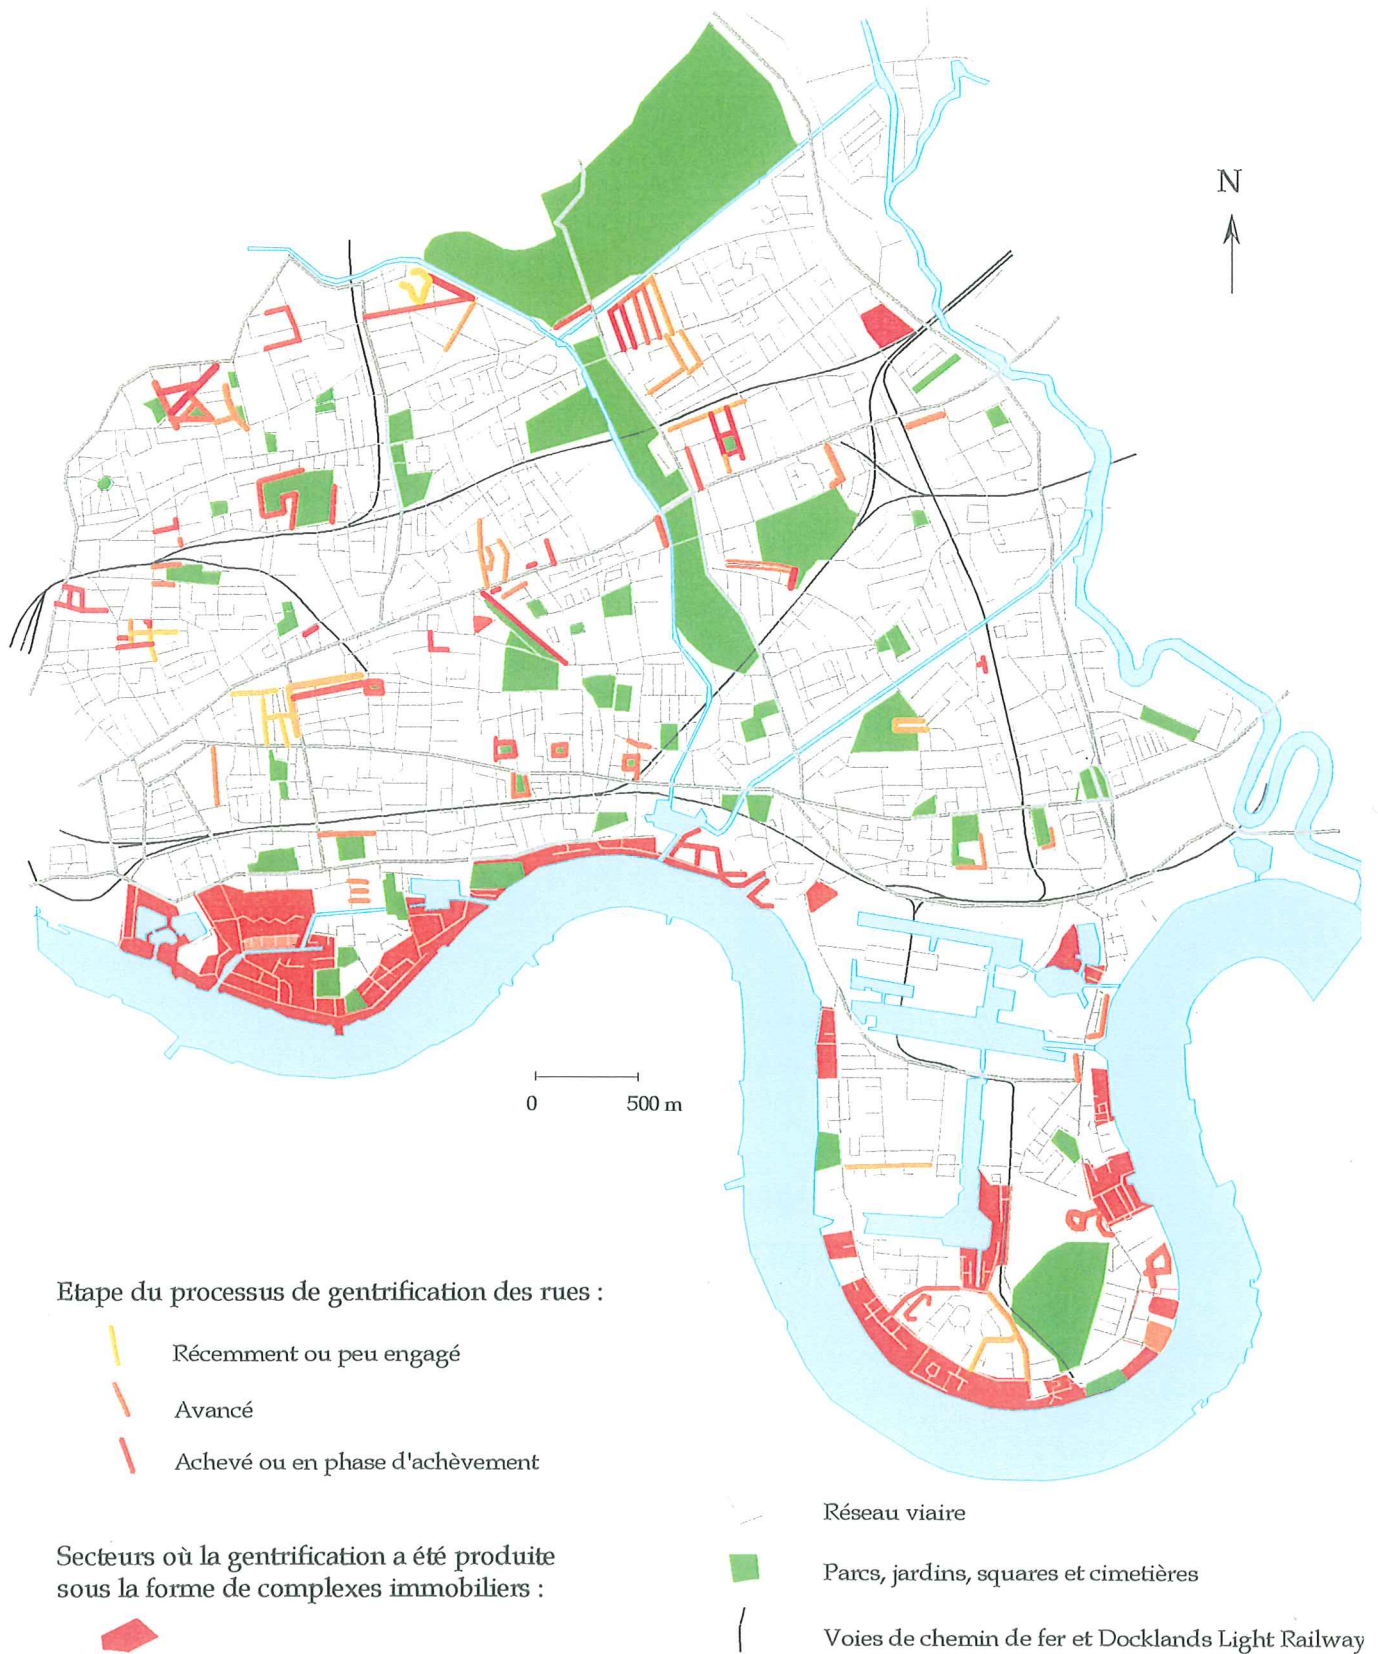 N
0 500 m
Etape du processus de gentrification des rues :
Récemment ou peu engagé
Avancé
Achevé ou en phase d'achèvement
Secteurs où la gentrification a été produite
sous la forme de complexes immobiliers :
Réseau viaire
Parcs, jardins, squares et cimetières
Voies de chemin de fer et Docklands Light Railway